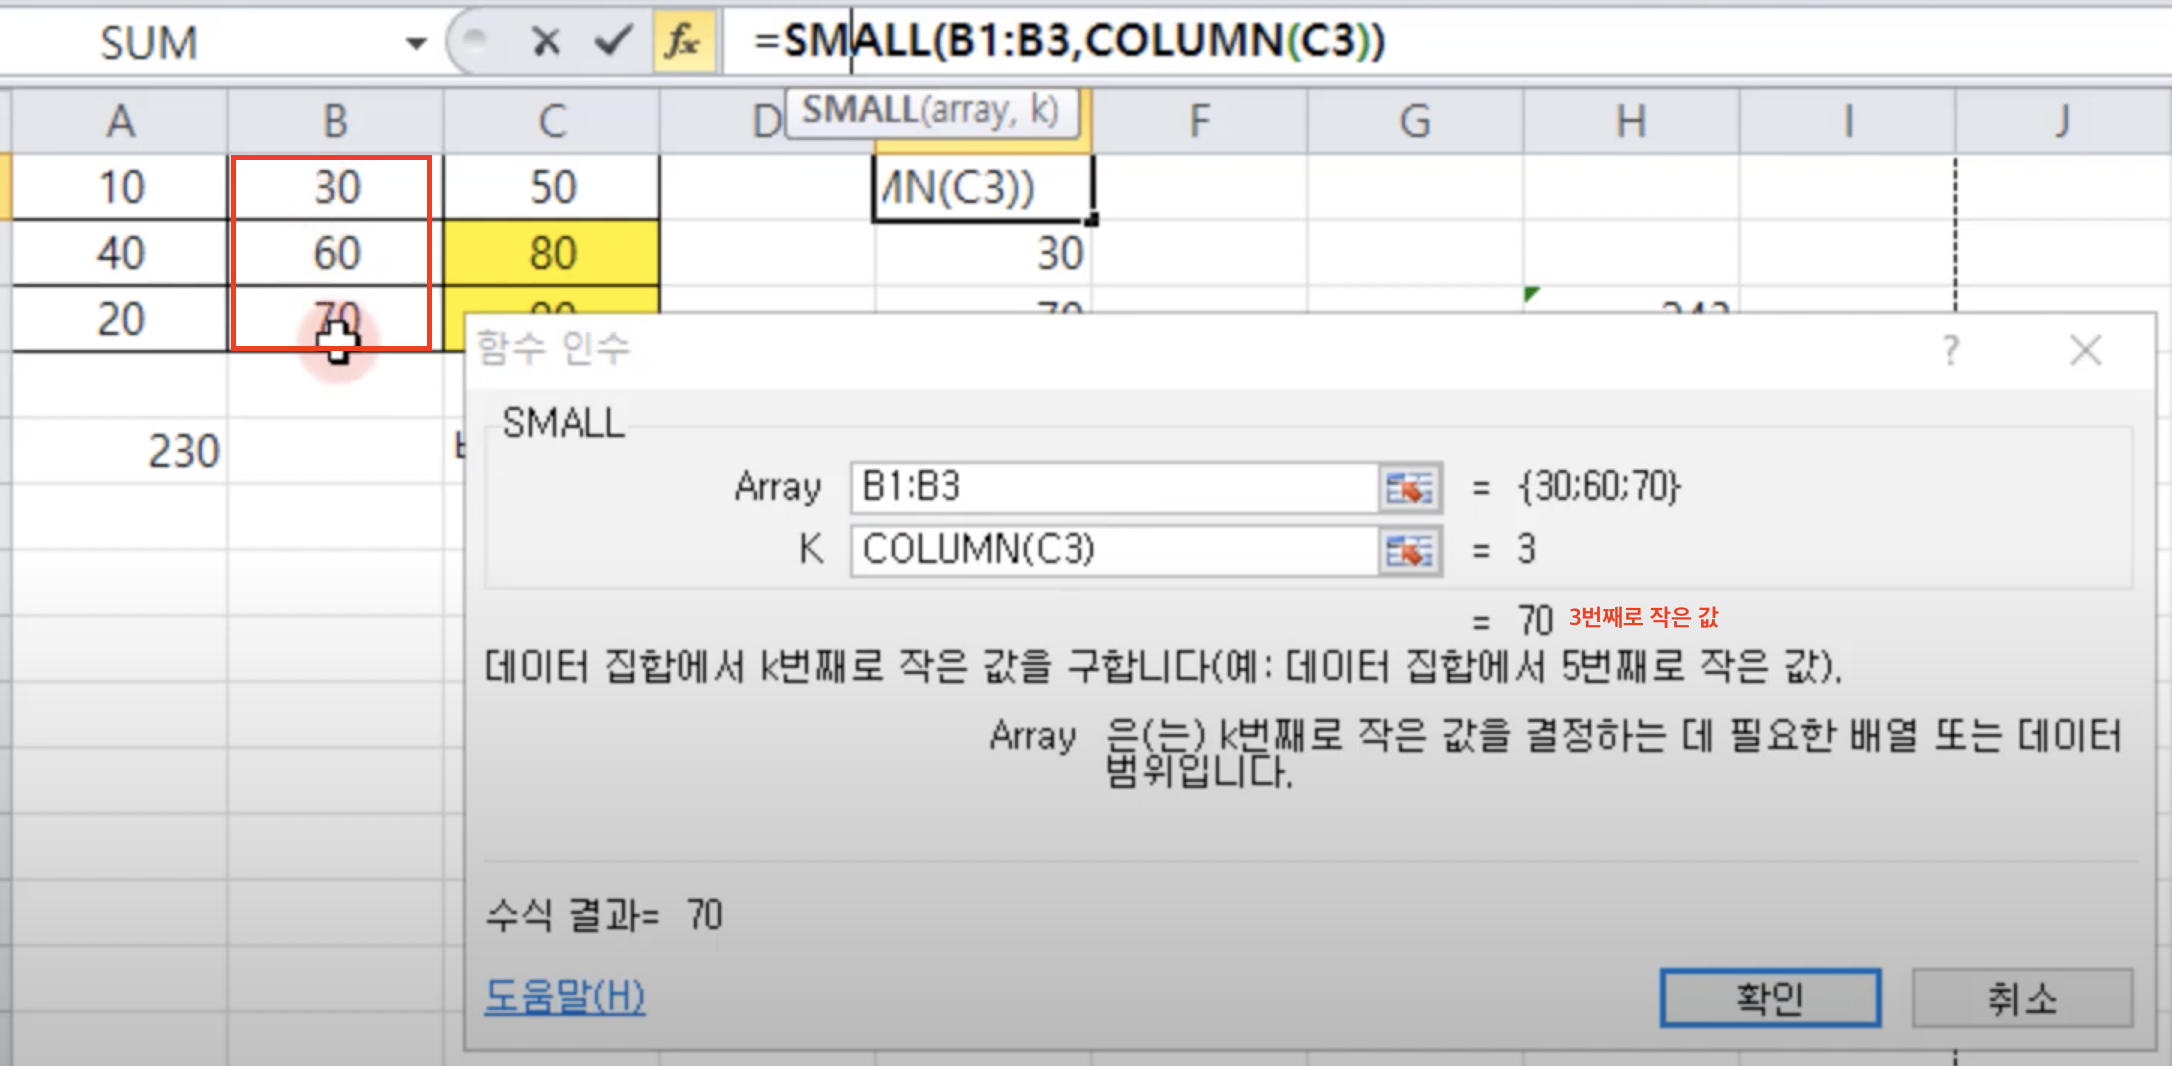 SUM =SMALL(B1:B3,COLUMN(C3))
SMALL(array, k)
A B C D F G H I J
10 30 50 MN(C3))
40 60 80 30
20 70
함수 인수 ?
230
SMALL
Array B1:B3 = {30;60;70}
K COLUMN(C3) = 3
= 70 3번째로 작은 값
데이터 집합에서 k번째로 작은 값을 구합니다(예: 데이터 집합에서 5번째로 작은 값).
Array 은(는) k번째로 작은 값을 결정하는 데 필요한 배열 또는 데이터
범위입니다.
수식 결과= 70
도움말(H)
확인 취소